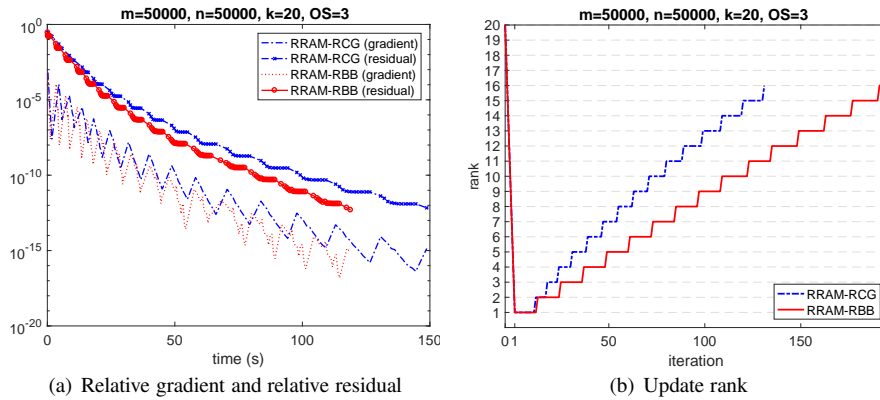 m=50000, n=50000, k=20, OS=3
10^0
10^-5
10^-10
10^-15
10^-20
RRAM-RCG (gradient)
RRAM-RCG (residual)
RRAM-RBB (gradient)
RRAM-RBB (residual)
0 50 100 150
time (s)
(a) Relative gradient and relative residual
m=50000, n=50000, k=20, OS=3
rank
20
19
18
17
16
15
14
13
12
11
10
9
8
7
6
5
4
3
2
1
RRAM-RCG
RRAM-RBB
0 1 50 100 150
iteration
(b) Update rank